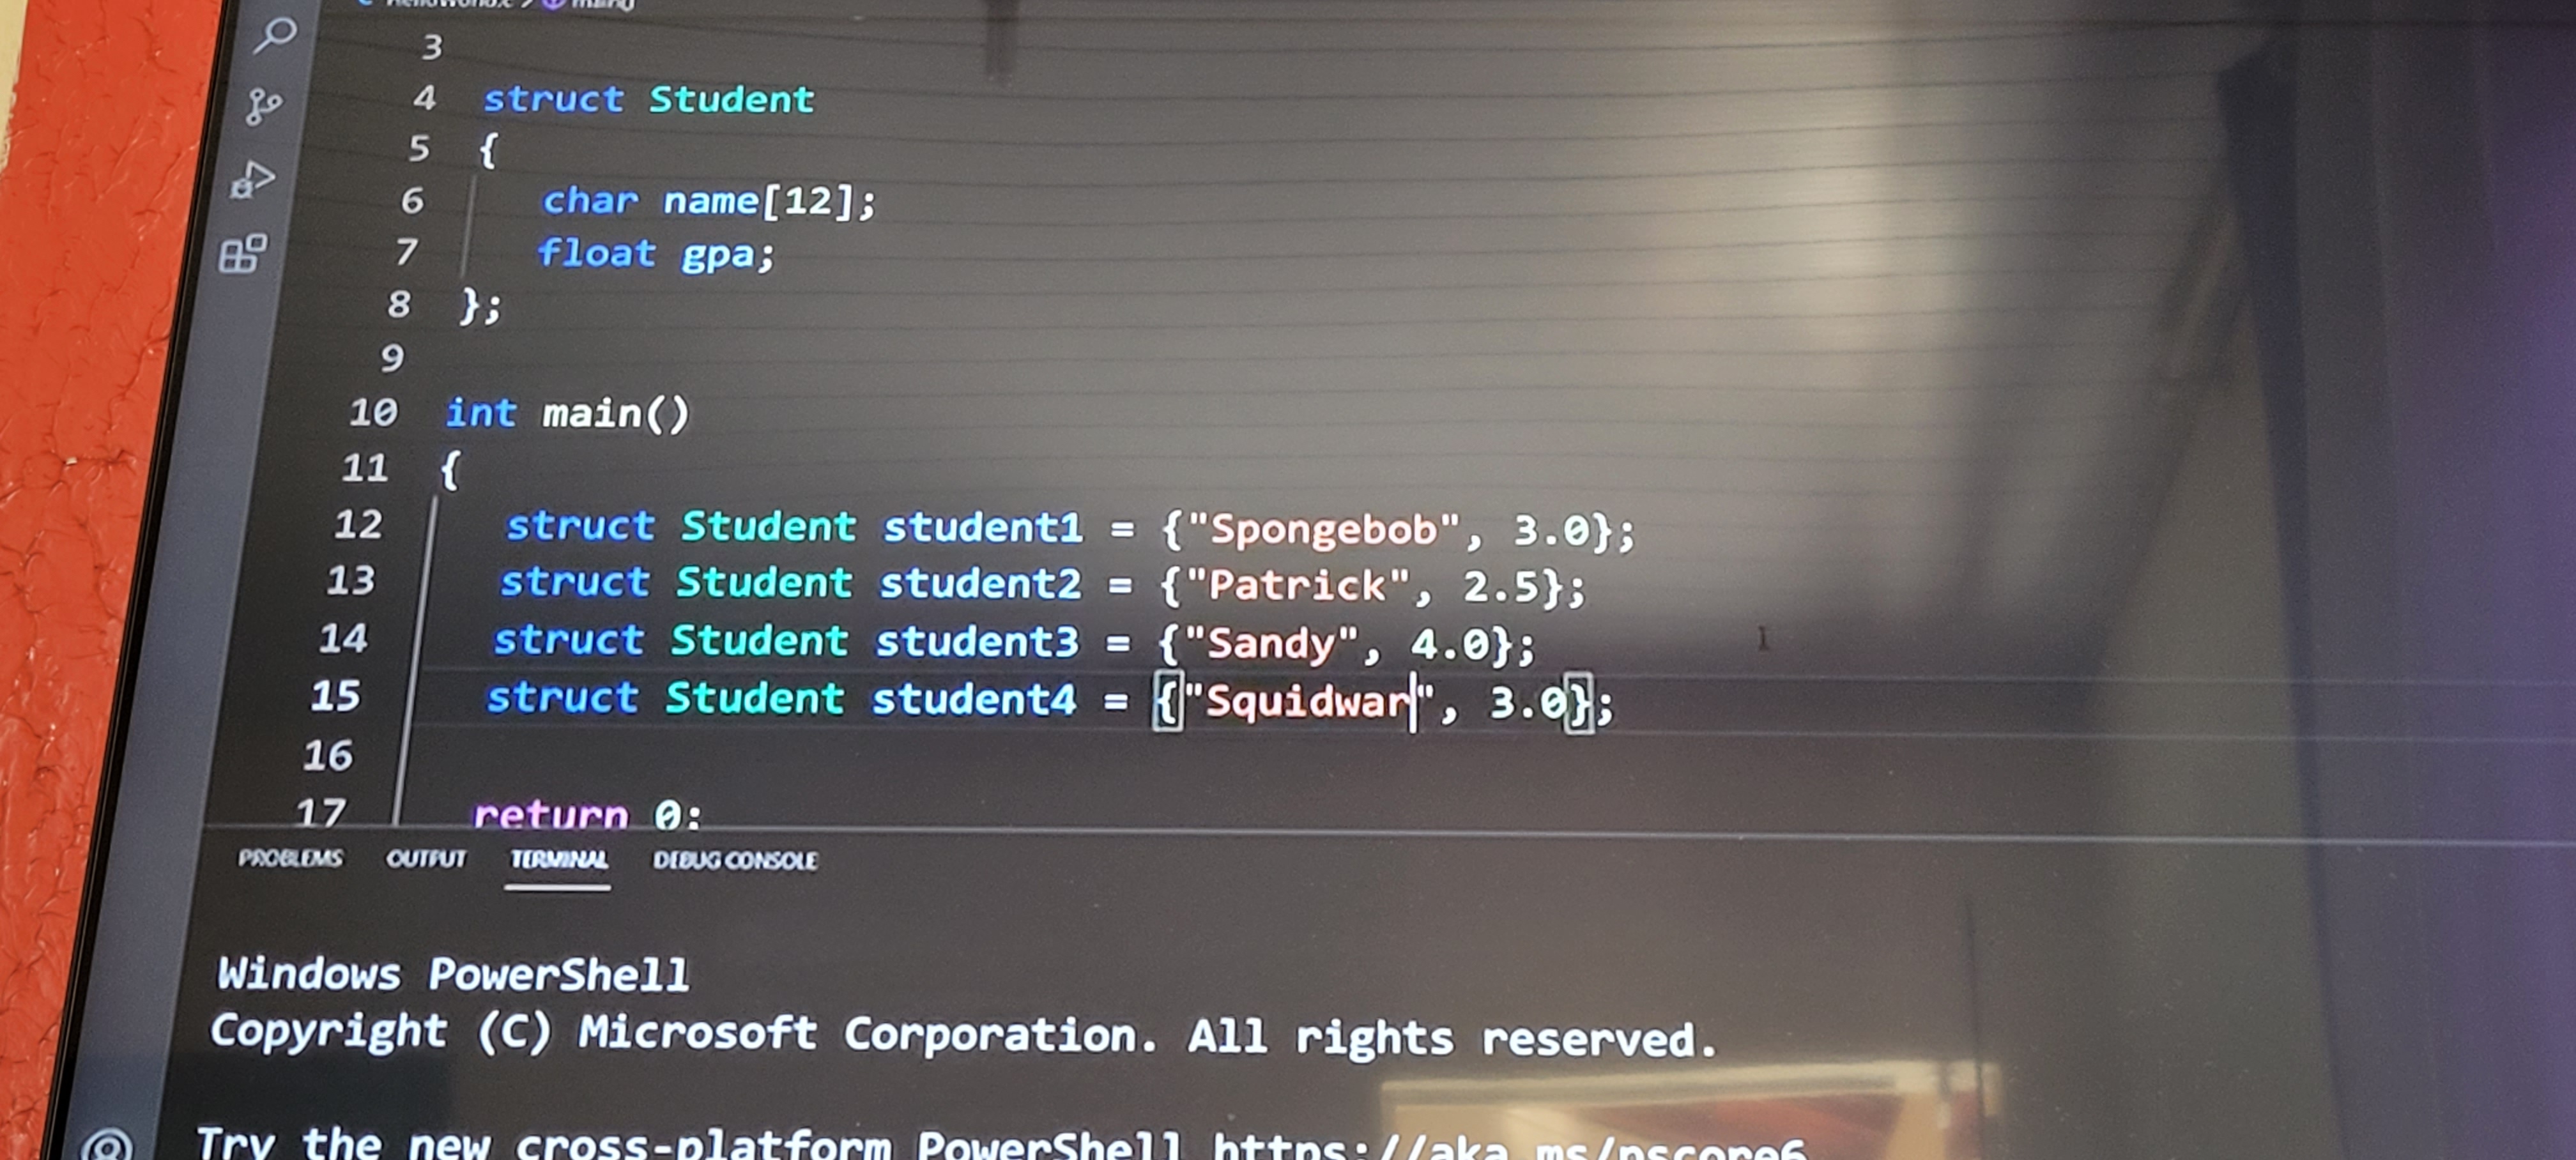 3
4 struct Student
5 {
6 char name[12];
7 float gpa;
8 };
9
10 int main()
11 {
12 struct Student student1 = {"Spongebob", 3.0};
13 struct Student student2 = {"Patrick", 2.5};
14 struct Student student3 = {"Sandy", 4.0};
15 struct Student student4 = {"Squidwar", 3.0};
16
17 return 0;
PROBLEMS OUTPUT TERMINAL DEBUG CONSOLE
Windows PowerShell
Copyright (C) Microsoft Corporation. All rights reserved.
Try the new cross-platform PowerShell https://aka.ms/pscore6